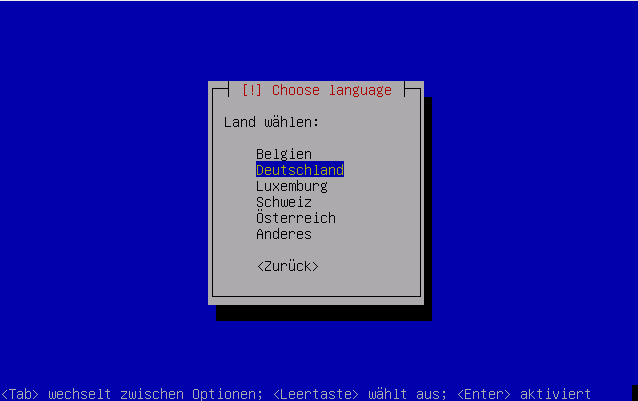 [!] Choose language
Land wählen:
Belgien
Deutschland
Luxemburg
Schweiz
Österreich
Anderes
<Zurück>
<Tab> wechselt zwischen Optionen; <Leertaste> wählt aus; <Enter> aktiviert